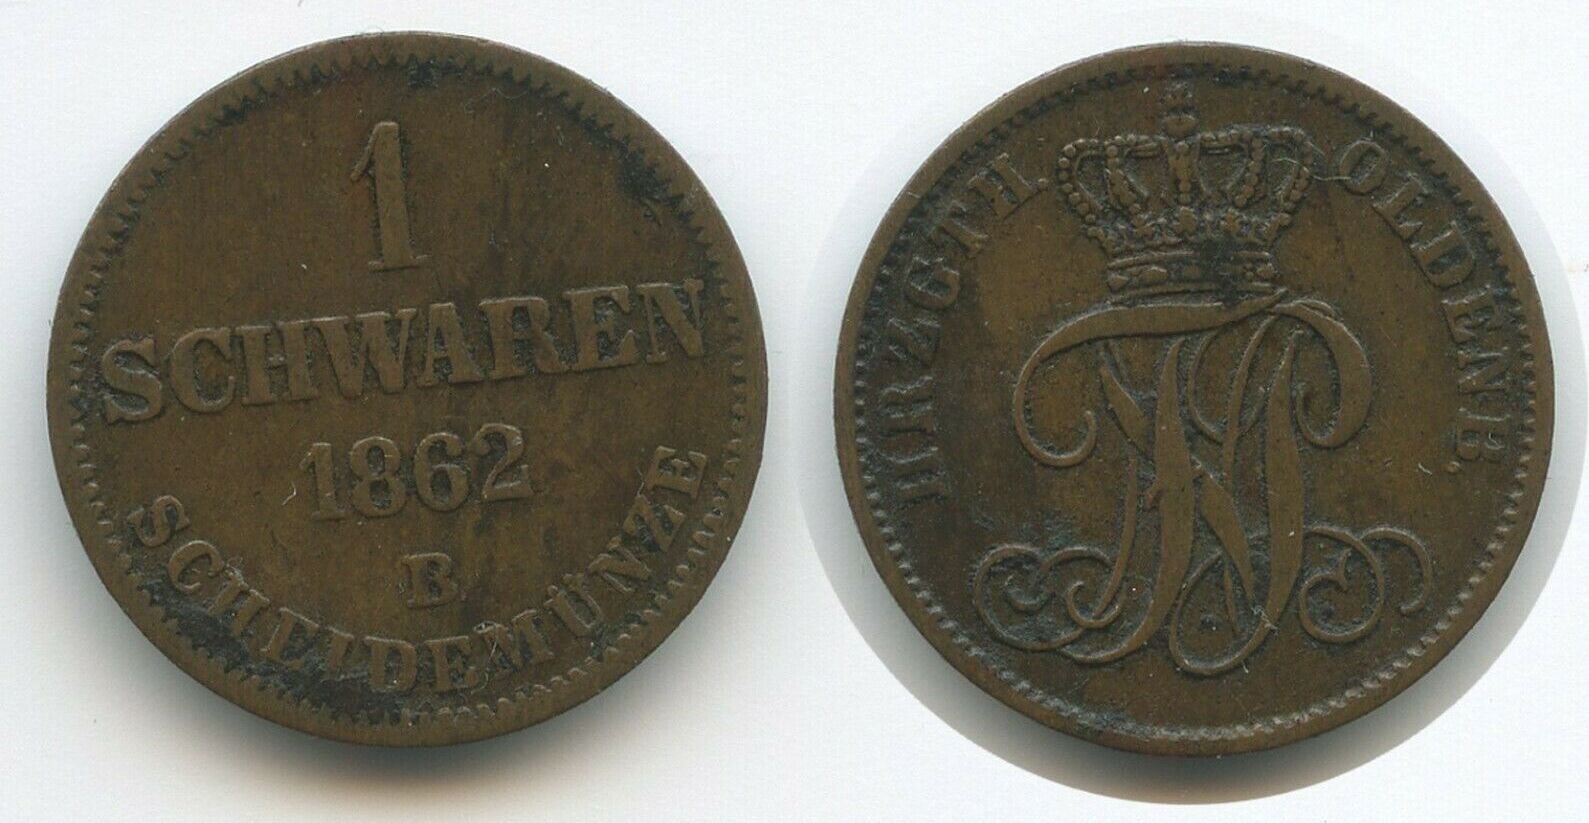 1
SCHWAREN
1862
B
SCHEIDEMÜNZE
HRZGTH. OLDENB.